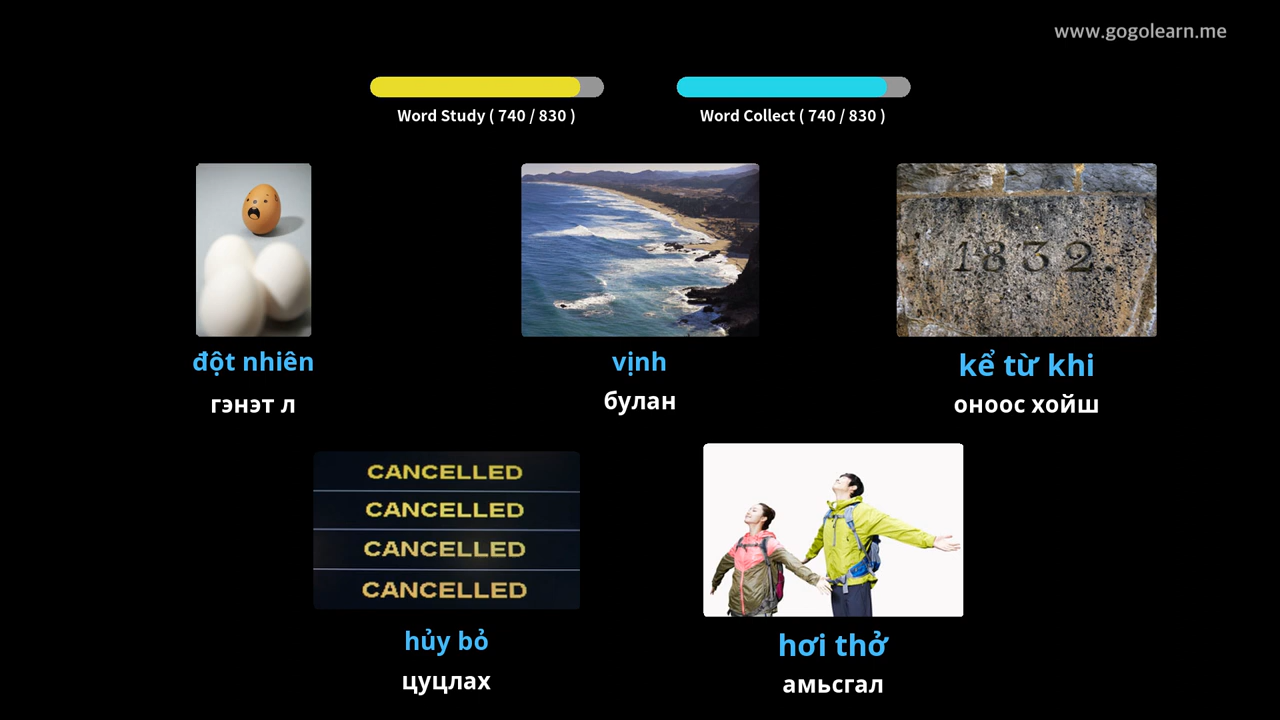 www.gogolearn.me
Word Study ( 740 / 830 )
Word Collect ( 740 / 830 )
1832.
đột nhiên
vịnh
kể từ khi
гэнэт л
булан
оноос хойш
CANCELLED
CANCELLED
CANCELLED
CANCELLED
hủy bỏ
hơi thở
цуцлах
амьсгал